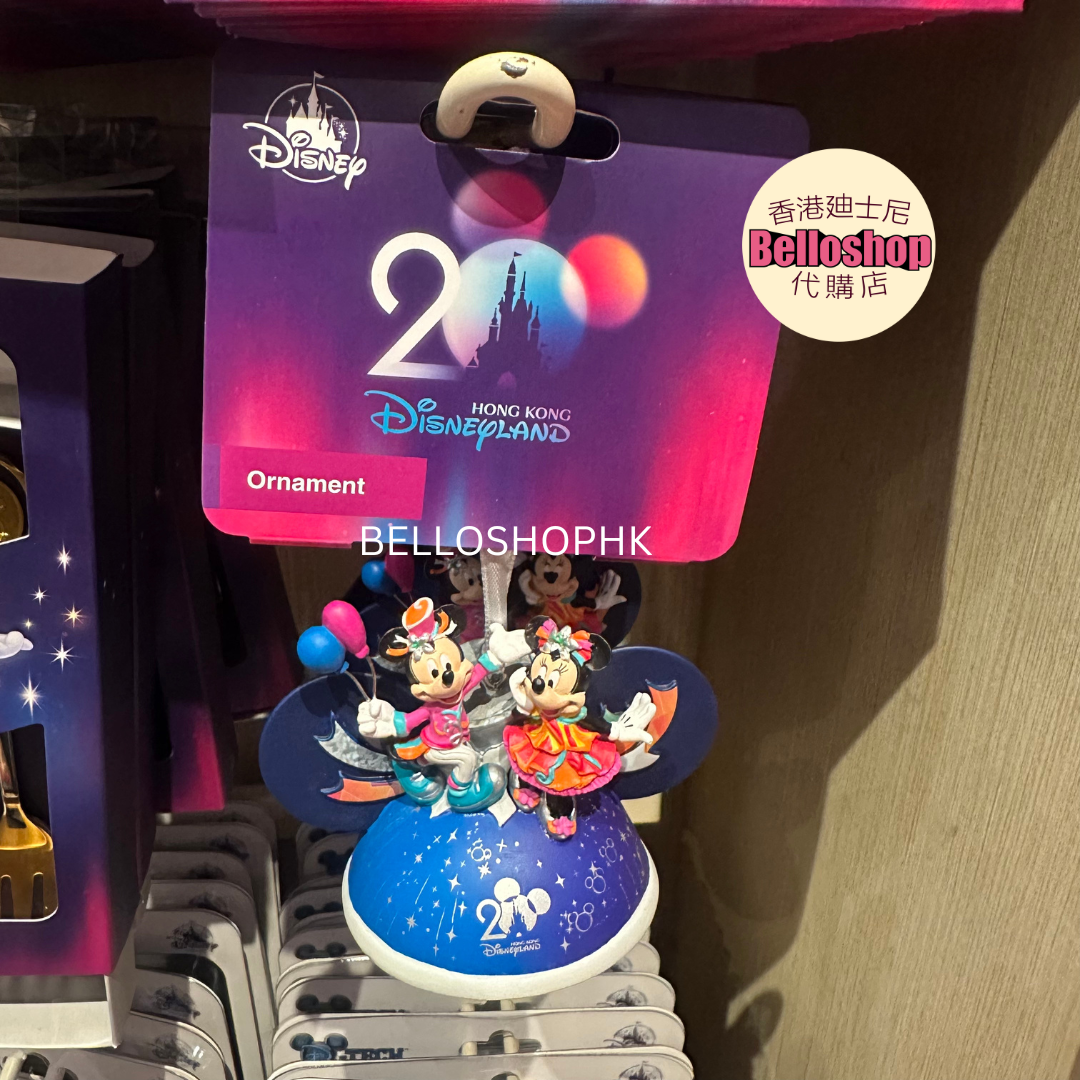 Disney
香港廸士尼
Belloshop
代購店
20
HONG KONG
Disneyland
Ornament
BELLOSHOPHK
20
HONG KONG
Disneyland